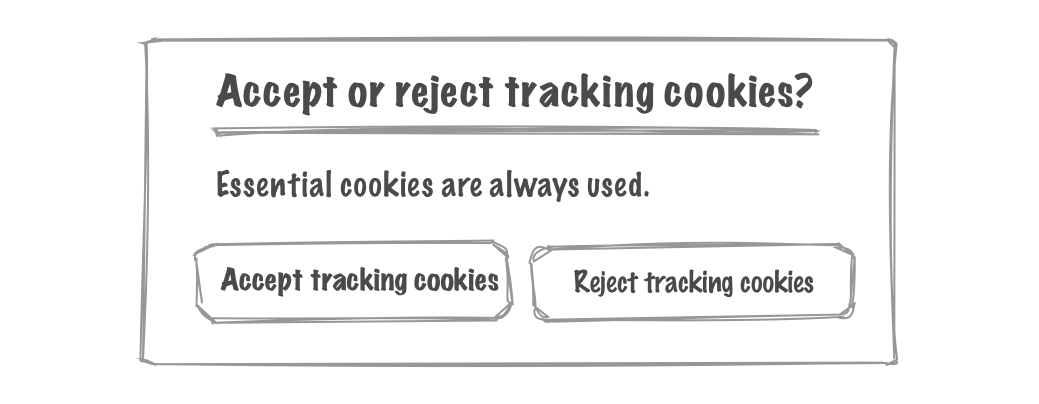 Accept or reject tracking cookies?
Essential cookies are always used.
Accept tracking cookies
Reject tracking cookies